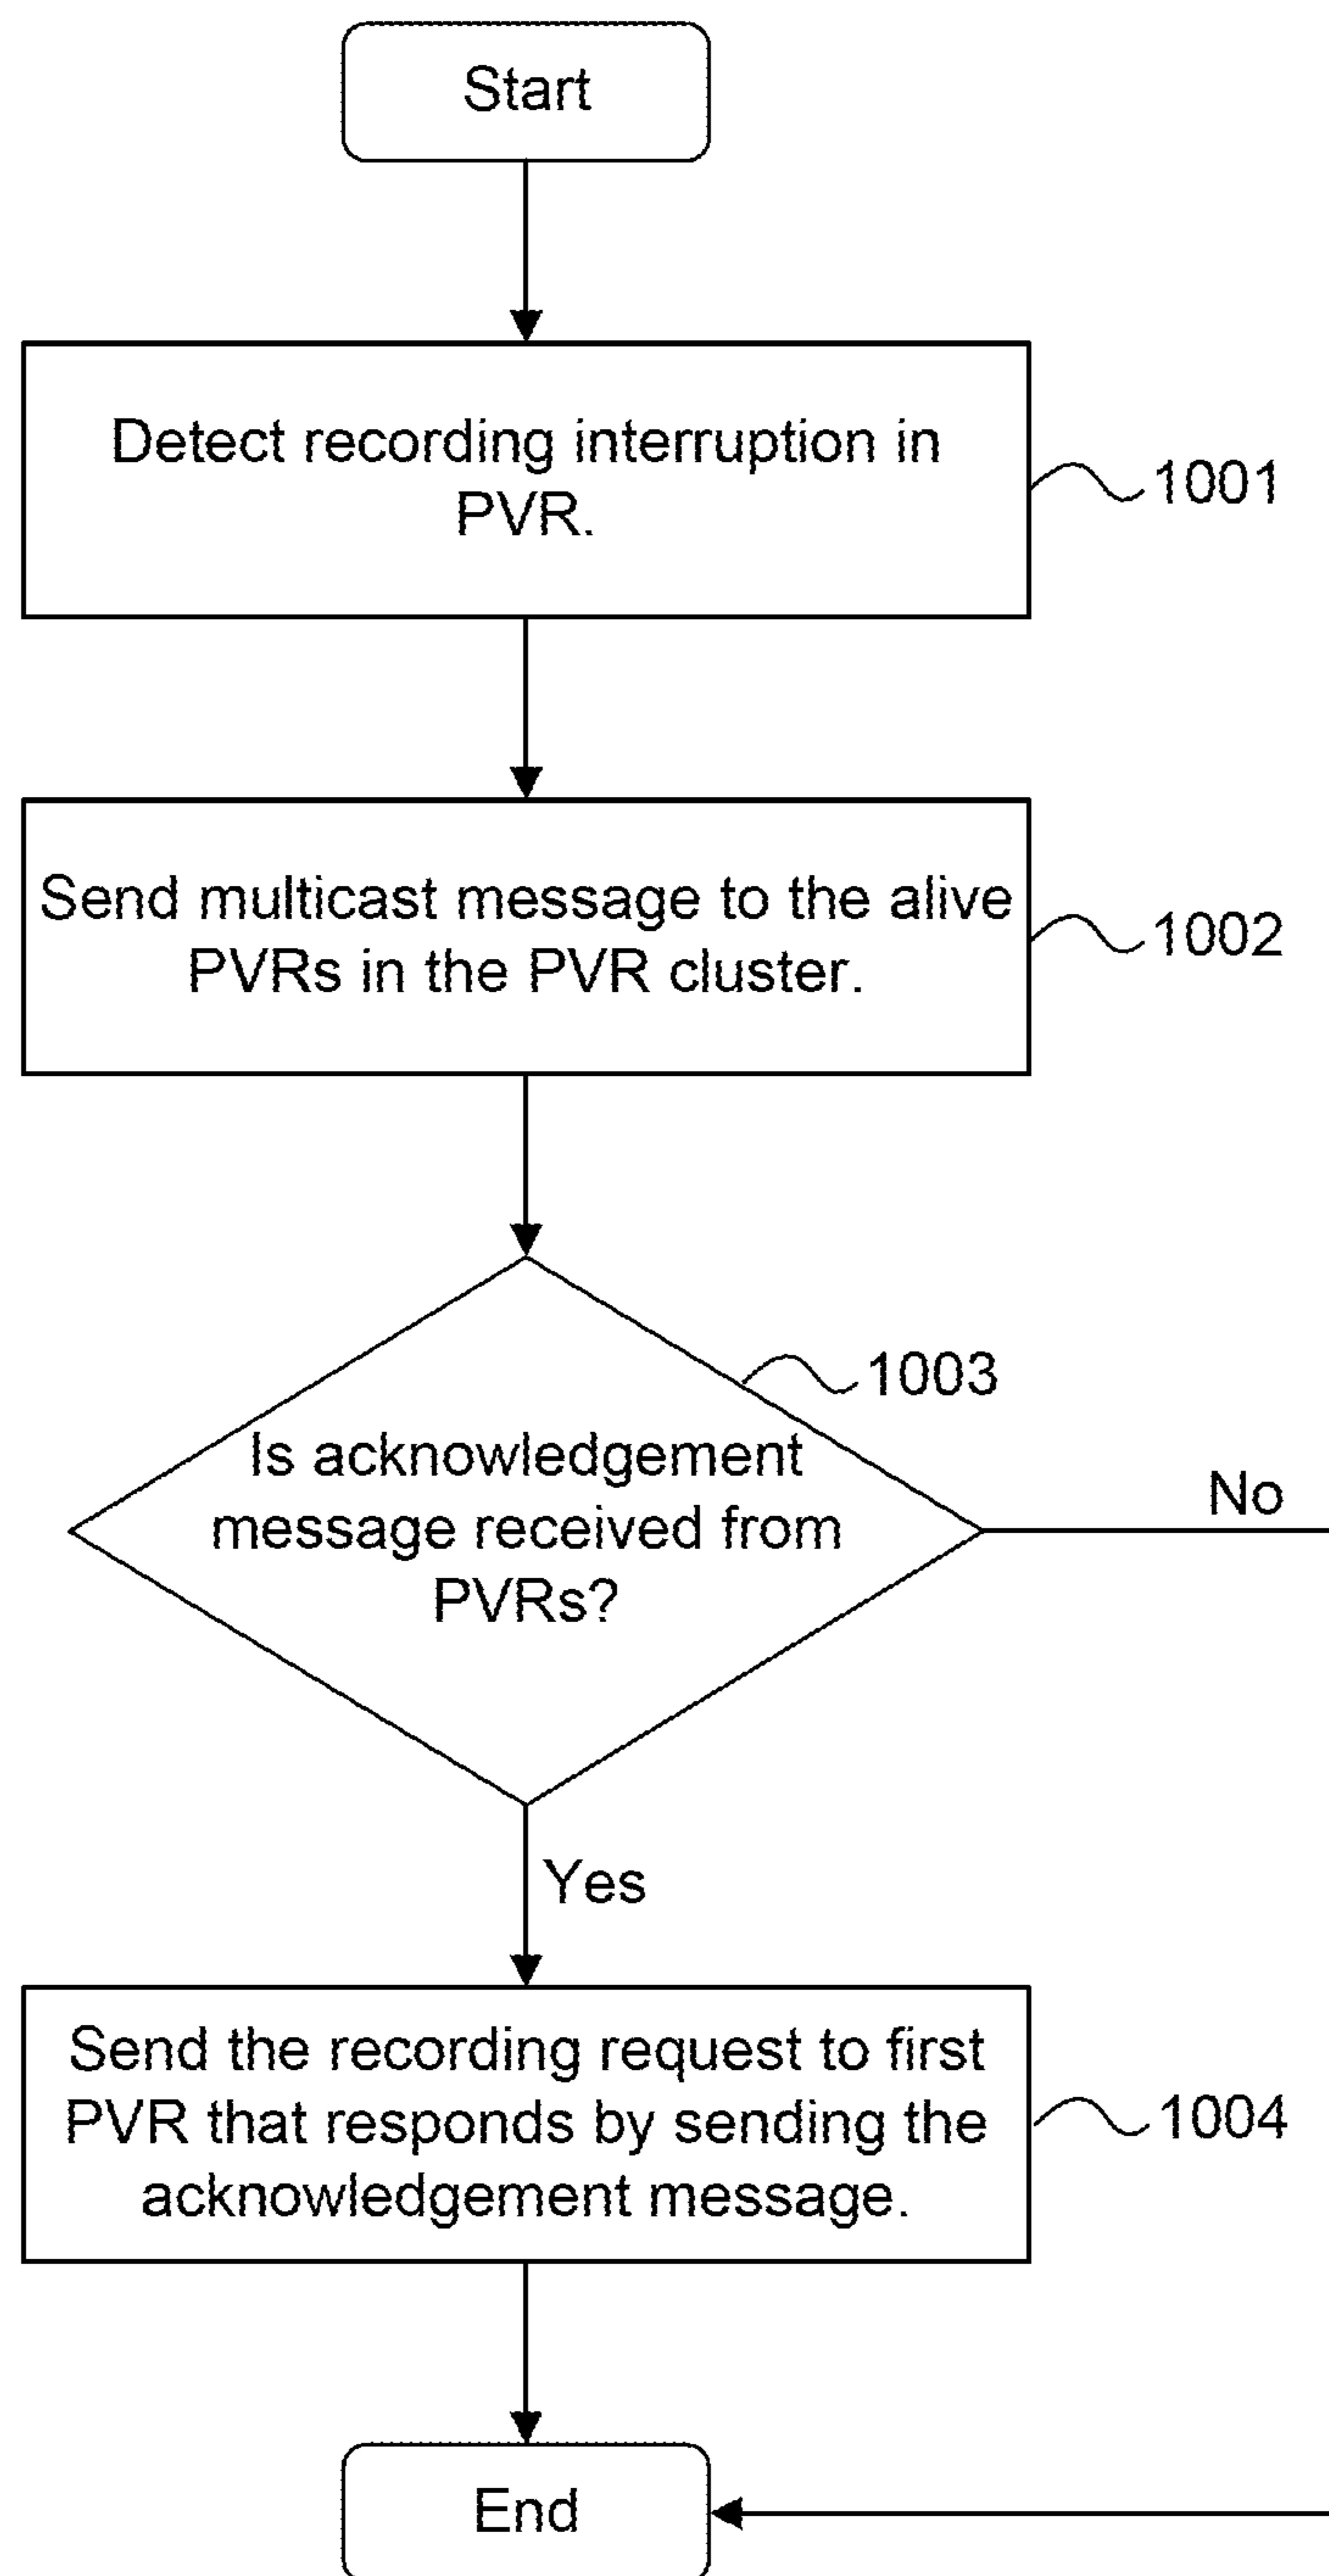 Start
Detect recording interruption in
PVR.
1001
Send multicast message to the alive
PVRs in the PVR cluster.
1002
1003
Is acknowledgement
message received from
PVRs?
No
Yes
Send the recording request to first
PVR that responds by sending the
acknowledgement message.
1004
End